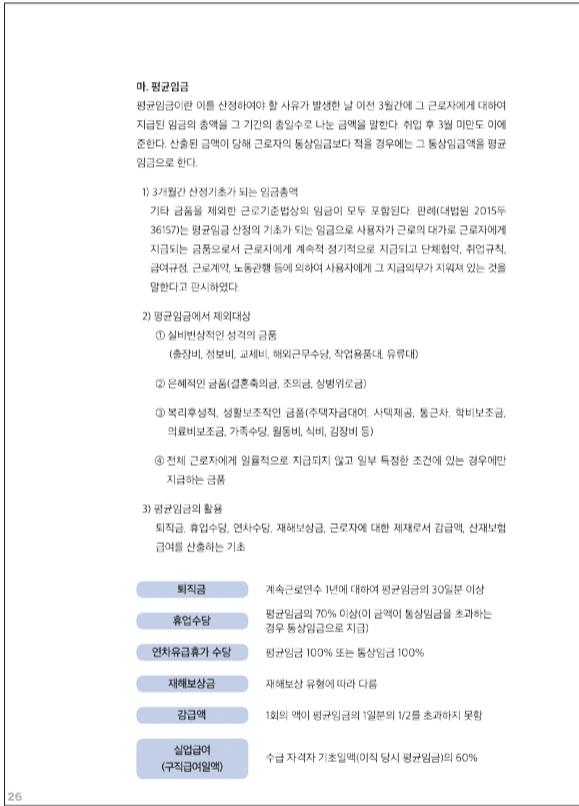 마. 평균임금
평균임금이란 이를 산정하여야 할 사유가 발생한 날 이전 3월간에 그 근로자에게 대하여
지급된 임금의 총액을 그 기간의 총일수로 나눈 금액을 말한다. 취업 후 3월 미만도 이에
준한다. 산출된 금액이 당해 근로자의 통상임금보다 적을 경우에는 그 통상임금액을 평균
임금으로 한다.
1) 3개월간 산정기초가 되는 임금총액
기타 금품을 제외한 근로기준법상의 임금이 모두 포함된다. 판례(대법원 2015두
36157)는 평균임금 산정의 기초가 되는 임금으로 사용자가 근로의 대가로 근로자에게
지급되는 금품으로서 근로자에게 계속적·정기적으로 지급되고 단체협약, 취업규칙,
급여규정, 근로계약, 노동관행 등에 의하여 사용자에게 그 지급의무가 지워져 있는 것을
말한다고 판시하였다.
2) 평균임금에서 제외대상
① 실비변상적인 성격의 금품
(출장비, 정보비, 교제비, 해외근무수당, 작업용품대, 유류대)
② 은혜적인 금품(결혼축의금, 조의금, 상병위로금)
③ 복리후생적, 생활보조적인 금품(주택자금대여, 사택제공, 통근차, 학비보조금,
의료비보조금, 가족수당, 월동비, 식비, 김장비 등)
④ 전체 근로자에게 일률적으로 지급되지 않고 일부 특정한 조건에 있는 경우에만
지급하는 금품
3) 평균임금의 활용
퇴직금, 휴업수당, 연차수당, 재해보상금, 근로자에 대한 제재로서 감급액, 산재보험
급여를 산출하는 기초
퇴직금 계속근로연수 1년에 대하여 평균임금의 30일분 이상
휴업수당 평균임금의 70% 이상(이 금액이 통상임금을 초과하는
경우 통상임금으로 지급)
연차유급휴가 수당 평균임금 100% 또는 통상임금 100%
재해보상금 재해보상 유형에 따라 다름
감급액 1회의 액이 평균임금의 1일분의 1/2를 초과하지 못함
실업급여
(구직급여일액) 수급 자격자 기초일액(이직 당시 평균임금)의 60%
26